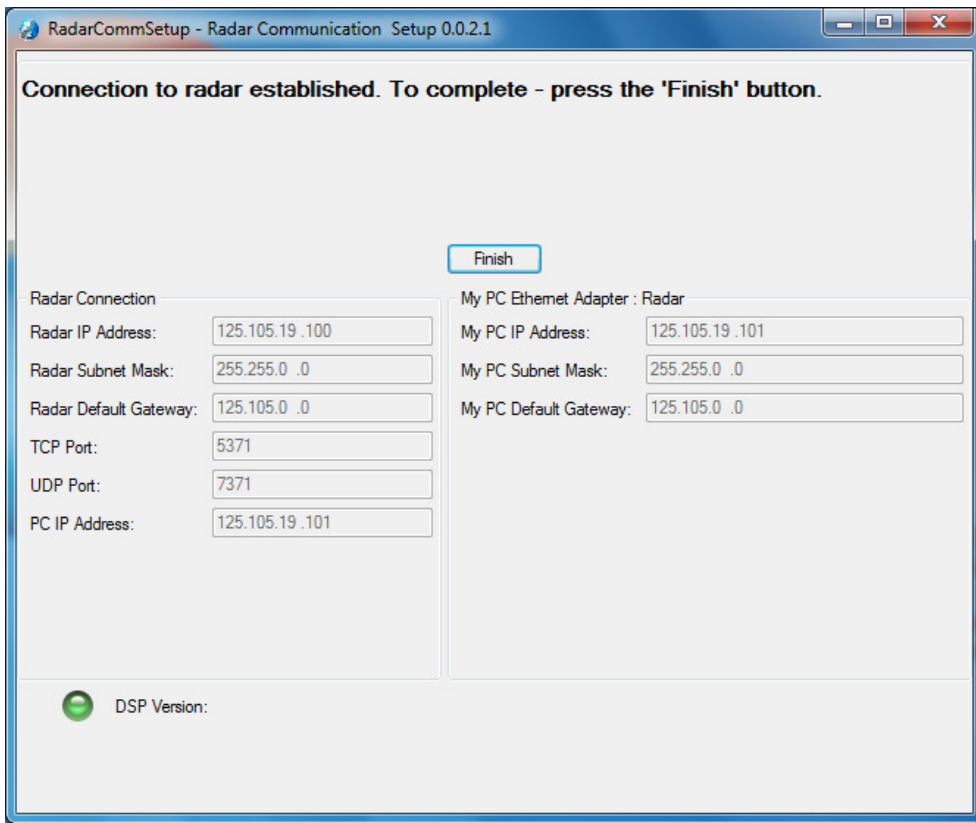 RadarCommSetup - Radar Communication  Setup 0.0.2.1
Connection to radar established. To complete - press the 'Finish' button.
Finish
Radar Connection
Radar IP Address: 125.105.19 .100
Radar Subnet Mask: 255.255.0 .0
Radar Default Gateway: 125.105.0 .0
TCP Port: 5371
UDP Port: 7371
PC IP Address: 125.105.19 .101
My PC Ethernet Adapter : Radar
My PC IP Address: 125.105.19 .101
My PC Subnet Mask: 255.255.0 .0
My PC Default Gateway: 125.105.0 .0
DSP Version: